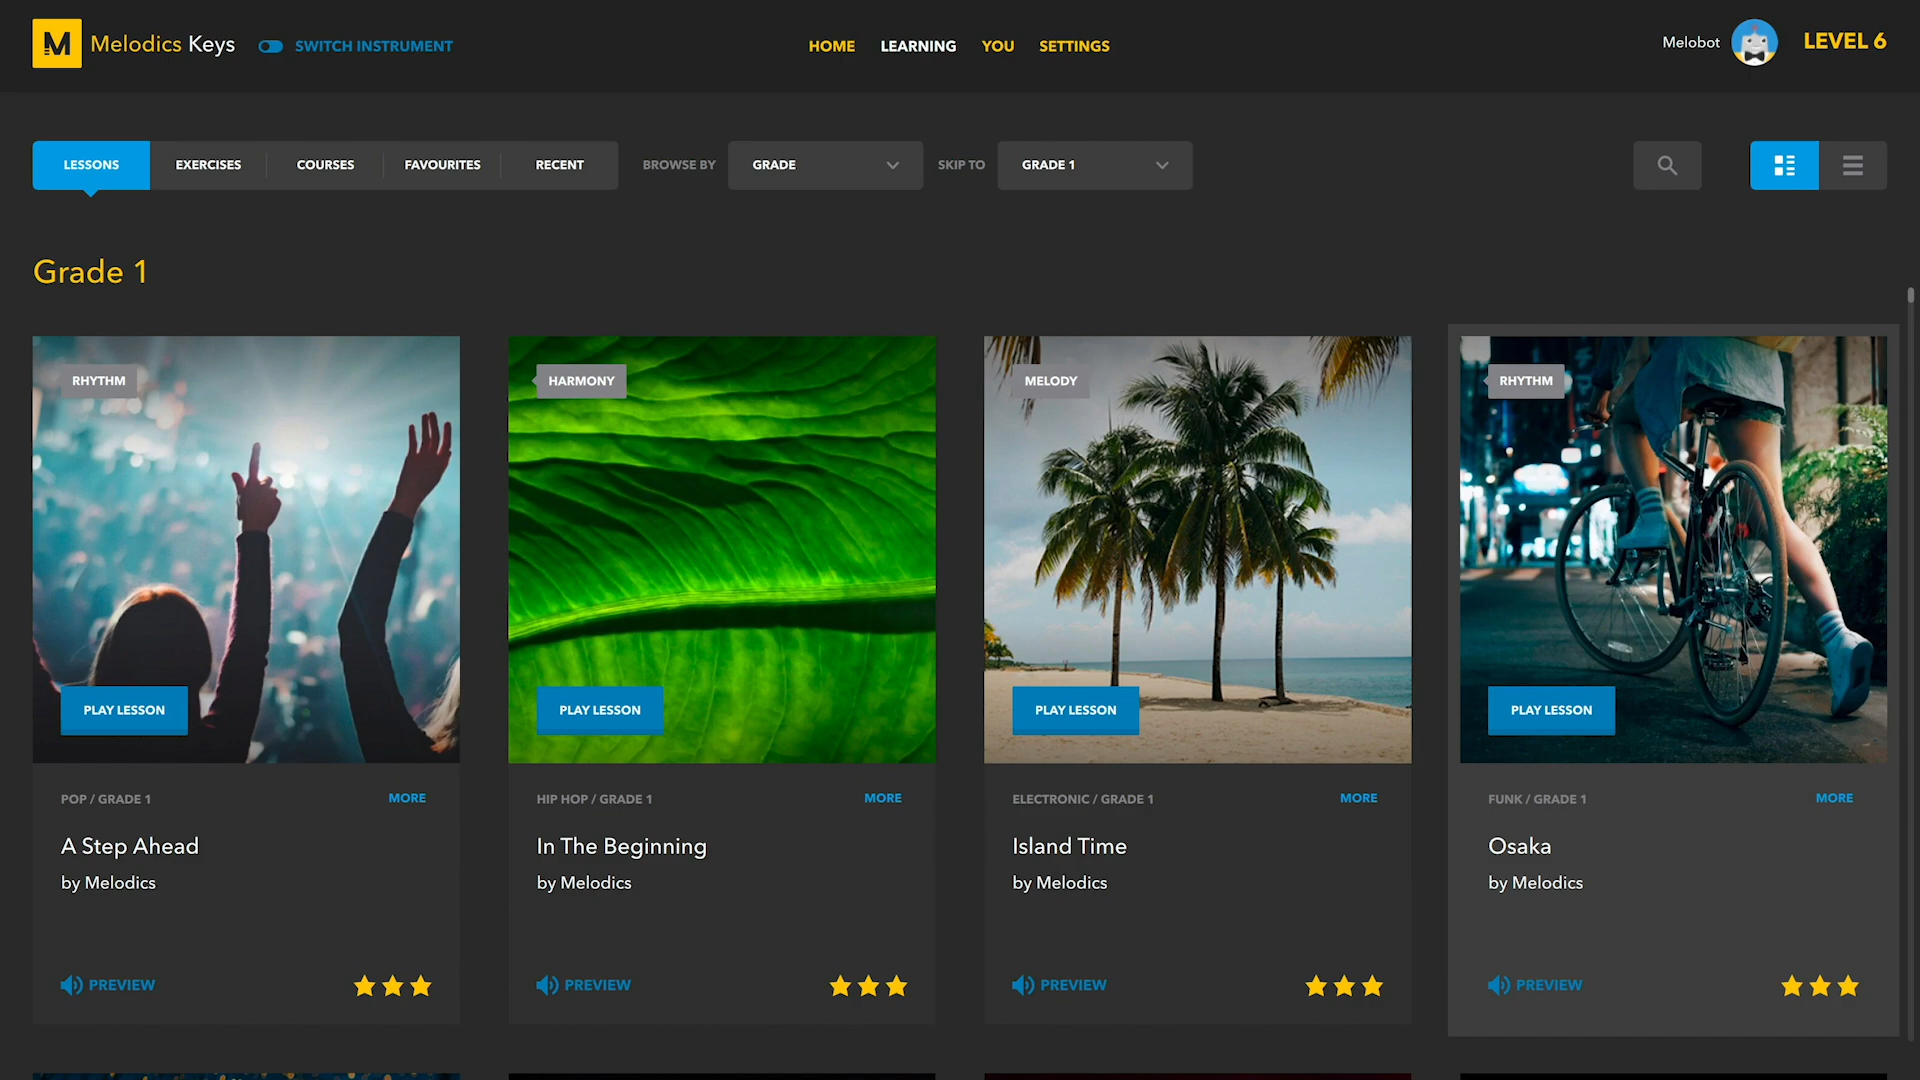 M Melodics Keys SWITCH INSTRUMENT HOME LEARNING YOU SETTINGS Melobot LEVEL 6
LESSONS EXERCISES COURSES FAVOURITES RECENT BROWSE BY GRADE SKIP TO GRADE 1
Grade 1
RHYTHM
PLAY LESSON
POP / GRADE 1 MORE
A Step Ahead
by Melodics
PREVIEW
HARMONY
PLAY LESSON
HIP HOP / GRADE 1 MORE
In The Beginning
by Melodics
PREVIEW
MELODY
PLAY LESSON
ELECTRONIC / GRADE 1 MORE
Island Time
by Melodics
PREVIEW
RHYTHM
PLAY LESSON
FUNK / GRADE 1 MORE
Osaka
by Melodics
PREVIEW